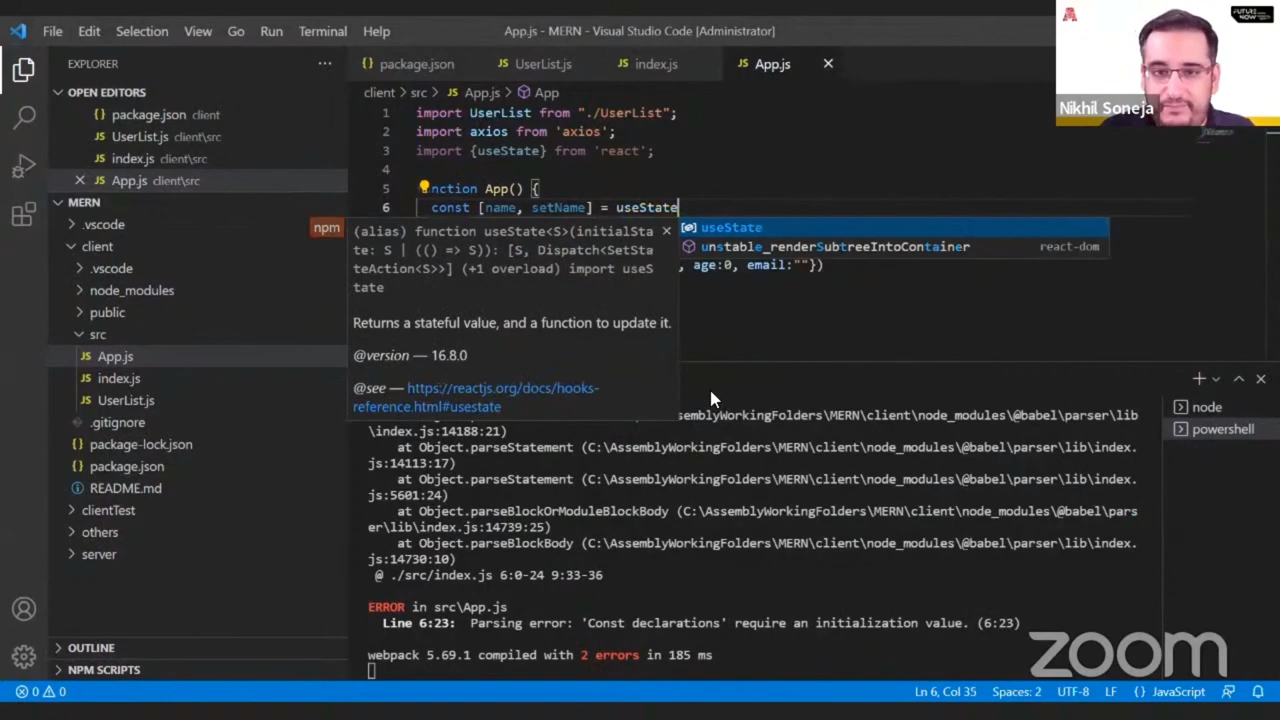 File Edit Selection View Go Run Terminal Help
App.js - MERN - Visual Studio Code [Administrator]
FUTURE
NOW
Nikhil Soneja
EXPLORER
OPEN EDITORS
package.json client
UserList.js client\src
index.js client\src
App.js client\src
MERN
.vscode
npm
client
.vscode
node_modules
public
src
App.js
index.js
UserList.js
.gitignore
package-lock.json
package.json
README.md
clientTest
others
server
OUTLINE
NPM SCRIPTS
package.json UserList.js index.js App.js
client > src > App.js > App
1 import UserList from "./UserList";
2 import axios from 'axios';
3 import {useState} from 'react';
4
5 nction App() {
6 const [name, setName] = useState
useState
unstable_renderSubtreeIntoContainer react-dom
, age:0, email:""})
(alias) function useState<S>(initialSta
te: S | (() => S)): [S, Dispatch<SetSta
teAction<S>>] (+1 overload) import useS
tate
Returns a stateful value, and a function to update it.
@version — 16.8.0
@see — https://reactjs.org/docs/hooks-
reference.html#usestate
ssemblyWorkingFolders\MERN\client\node_modules\@babel\parser\lib
\index.js:14188:21)
at Object.parseStatement (C:\AssemblyWorkingFolders\MERN\client\node_modules\@babel\parser\lib\index.
js:14113:17)
at Object.parseStatement (C:\AssemblyWorkingFolders\MERN\client\node_modules\@babel\parser\lib\index.
js:5601:24)
at Object.parseBlockOrModuleBlockBody (C:\AssemblyWorkingFolders\MERN\client\node_modules\@babel\pars
er\lib\index.js:14739:25)
at Object.parseBlockBody (C:\AssemblyWorkingFolders\MERN\client\node_modules\@babel\parser\lib\index.
js:14730:10)
@ ./src/index.js 6:0-24 9:33-36
ERROR in src\App.js
Line 6:23: Parsing error: 'Const declarations' require an initialization value. (6:23)
webpack 5.69.1 compiled with 2 errors in 185 ms
node
powershell
zoom
0 0
Ln 6, Col 35 Spaces: 2 UTF-8 LF {} JavaScript